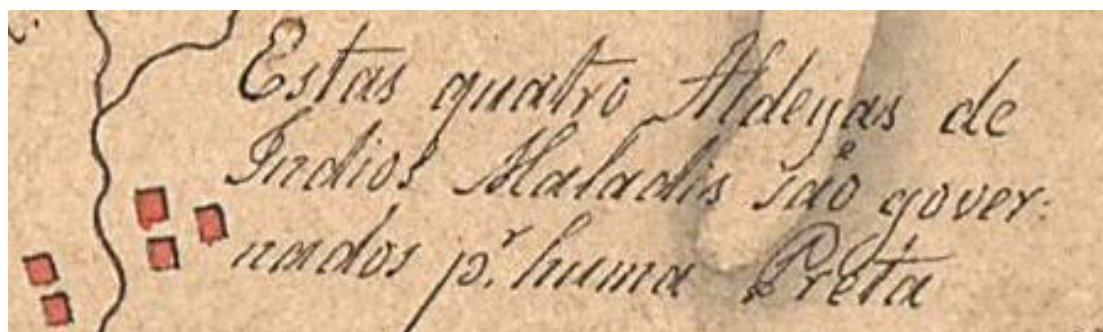 Estas quatro Aldeyas de
Indios Maladis são gover-
nados p.r huma Preta